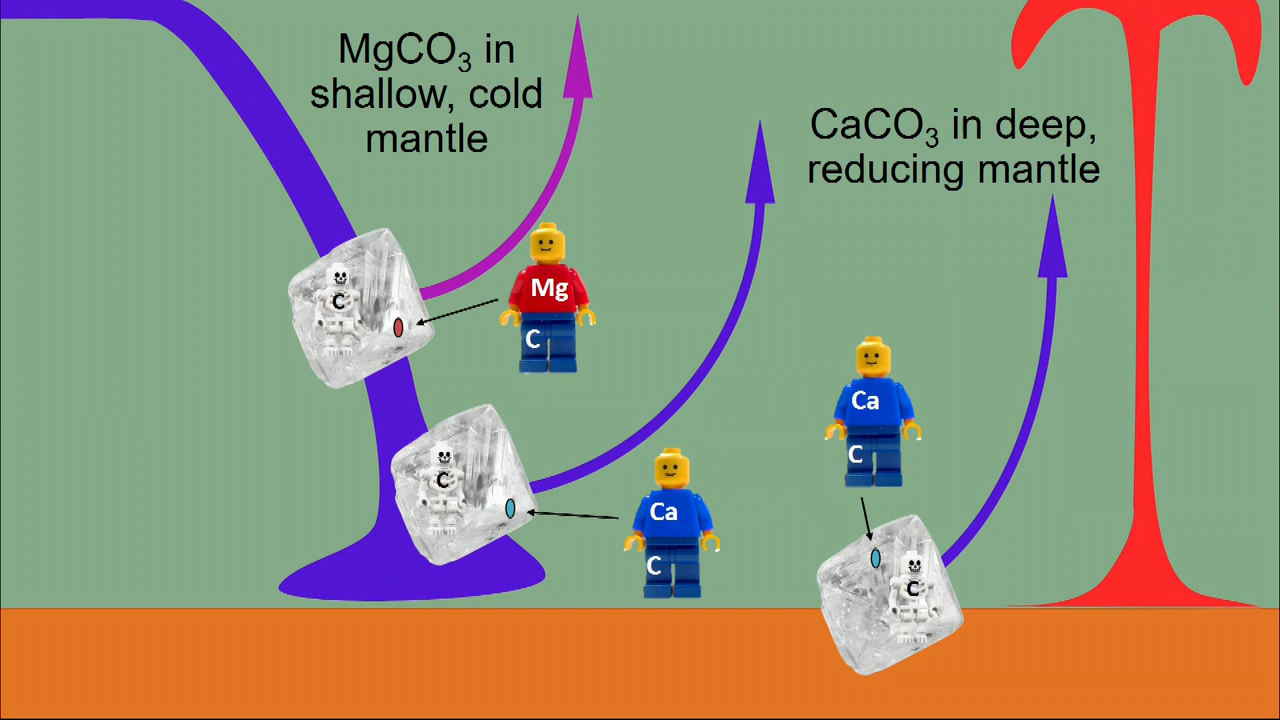 MgCO₃ in
shallow, cold
mantle
CaCO₃ in deep,
reducing mantle
C
Mg
C
C
Ca
C
Ca
C
C